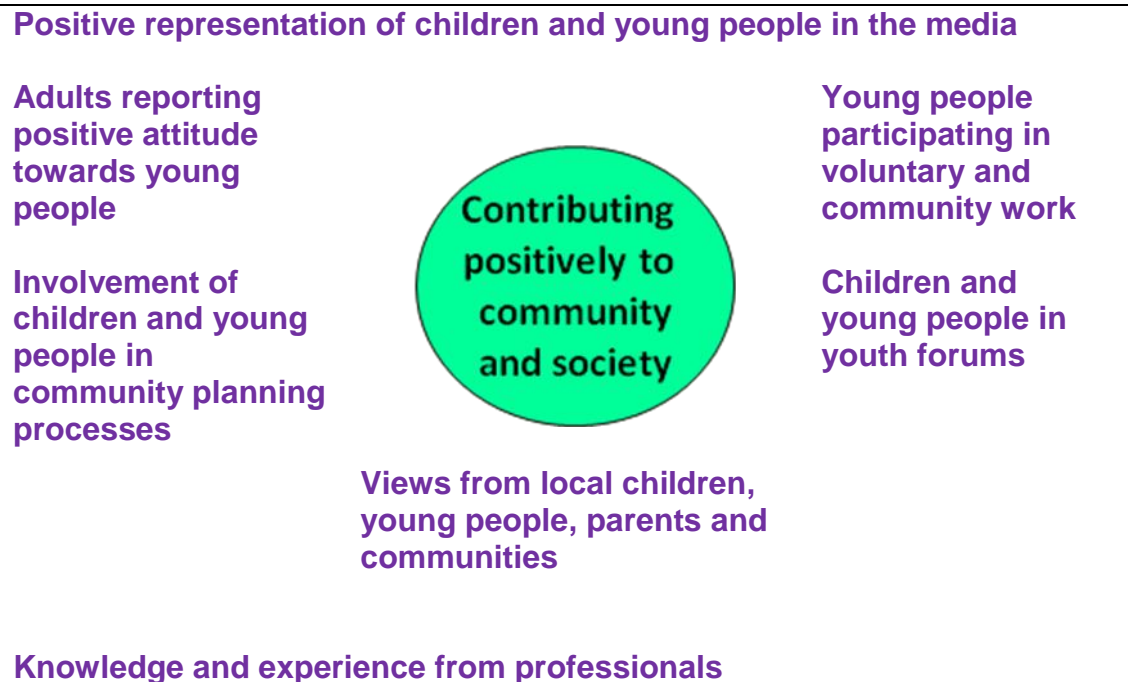 Positive representation of children and young people in the media
Adults reporting
positive attitude
towards young
people
Involvement of
children and young
people in
community planning
processes
Contributing
positively to
community
and society
Young people
participating in
voluntary and
community work
Children and
young people in
youth forums
Views from local children,
young people, parents and
communities
Knowledge and experience from professionals